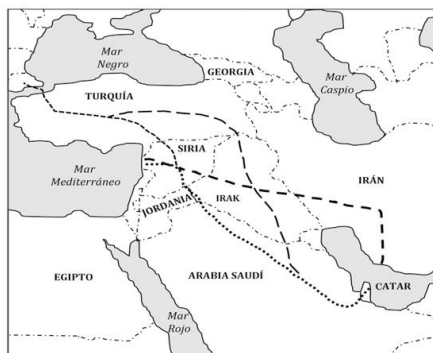 Mar
Negro
GEORGIA
Mar
Caspio
TURQUÍA
SIRIA
Mar
Mediterráneo
IRÁN
JORDANIA
IRAK
EGIPTO
ARABIA SAUDÍ
CATAR
Mar
Rojo